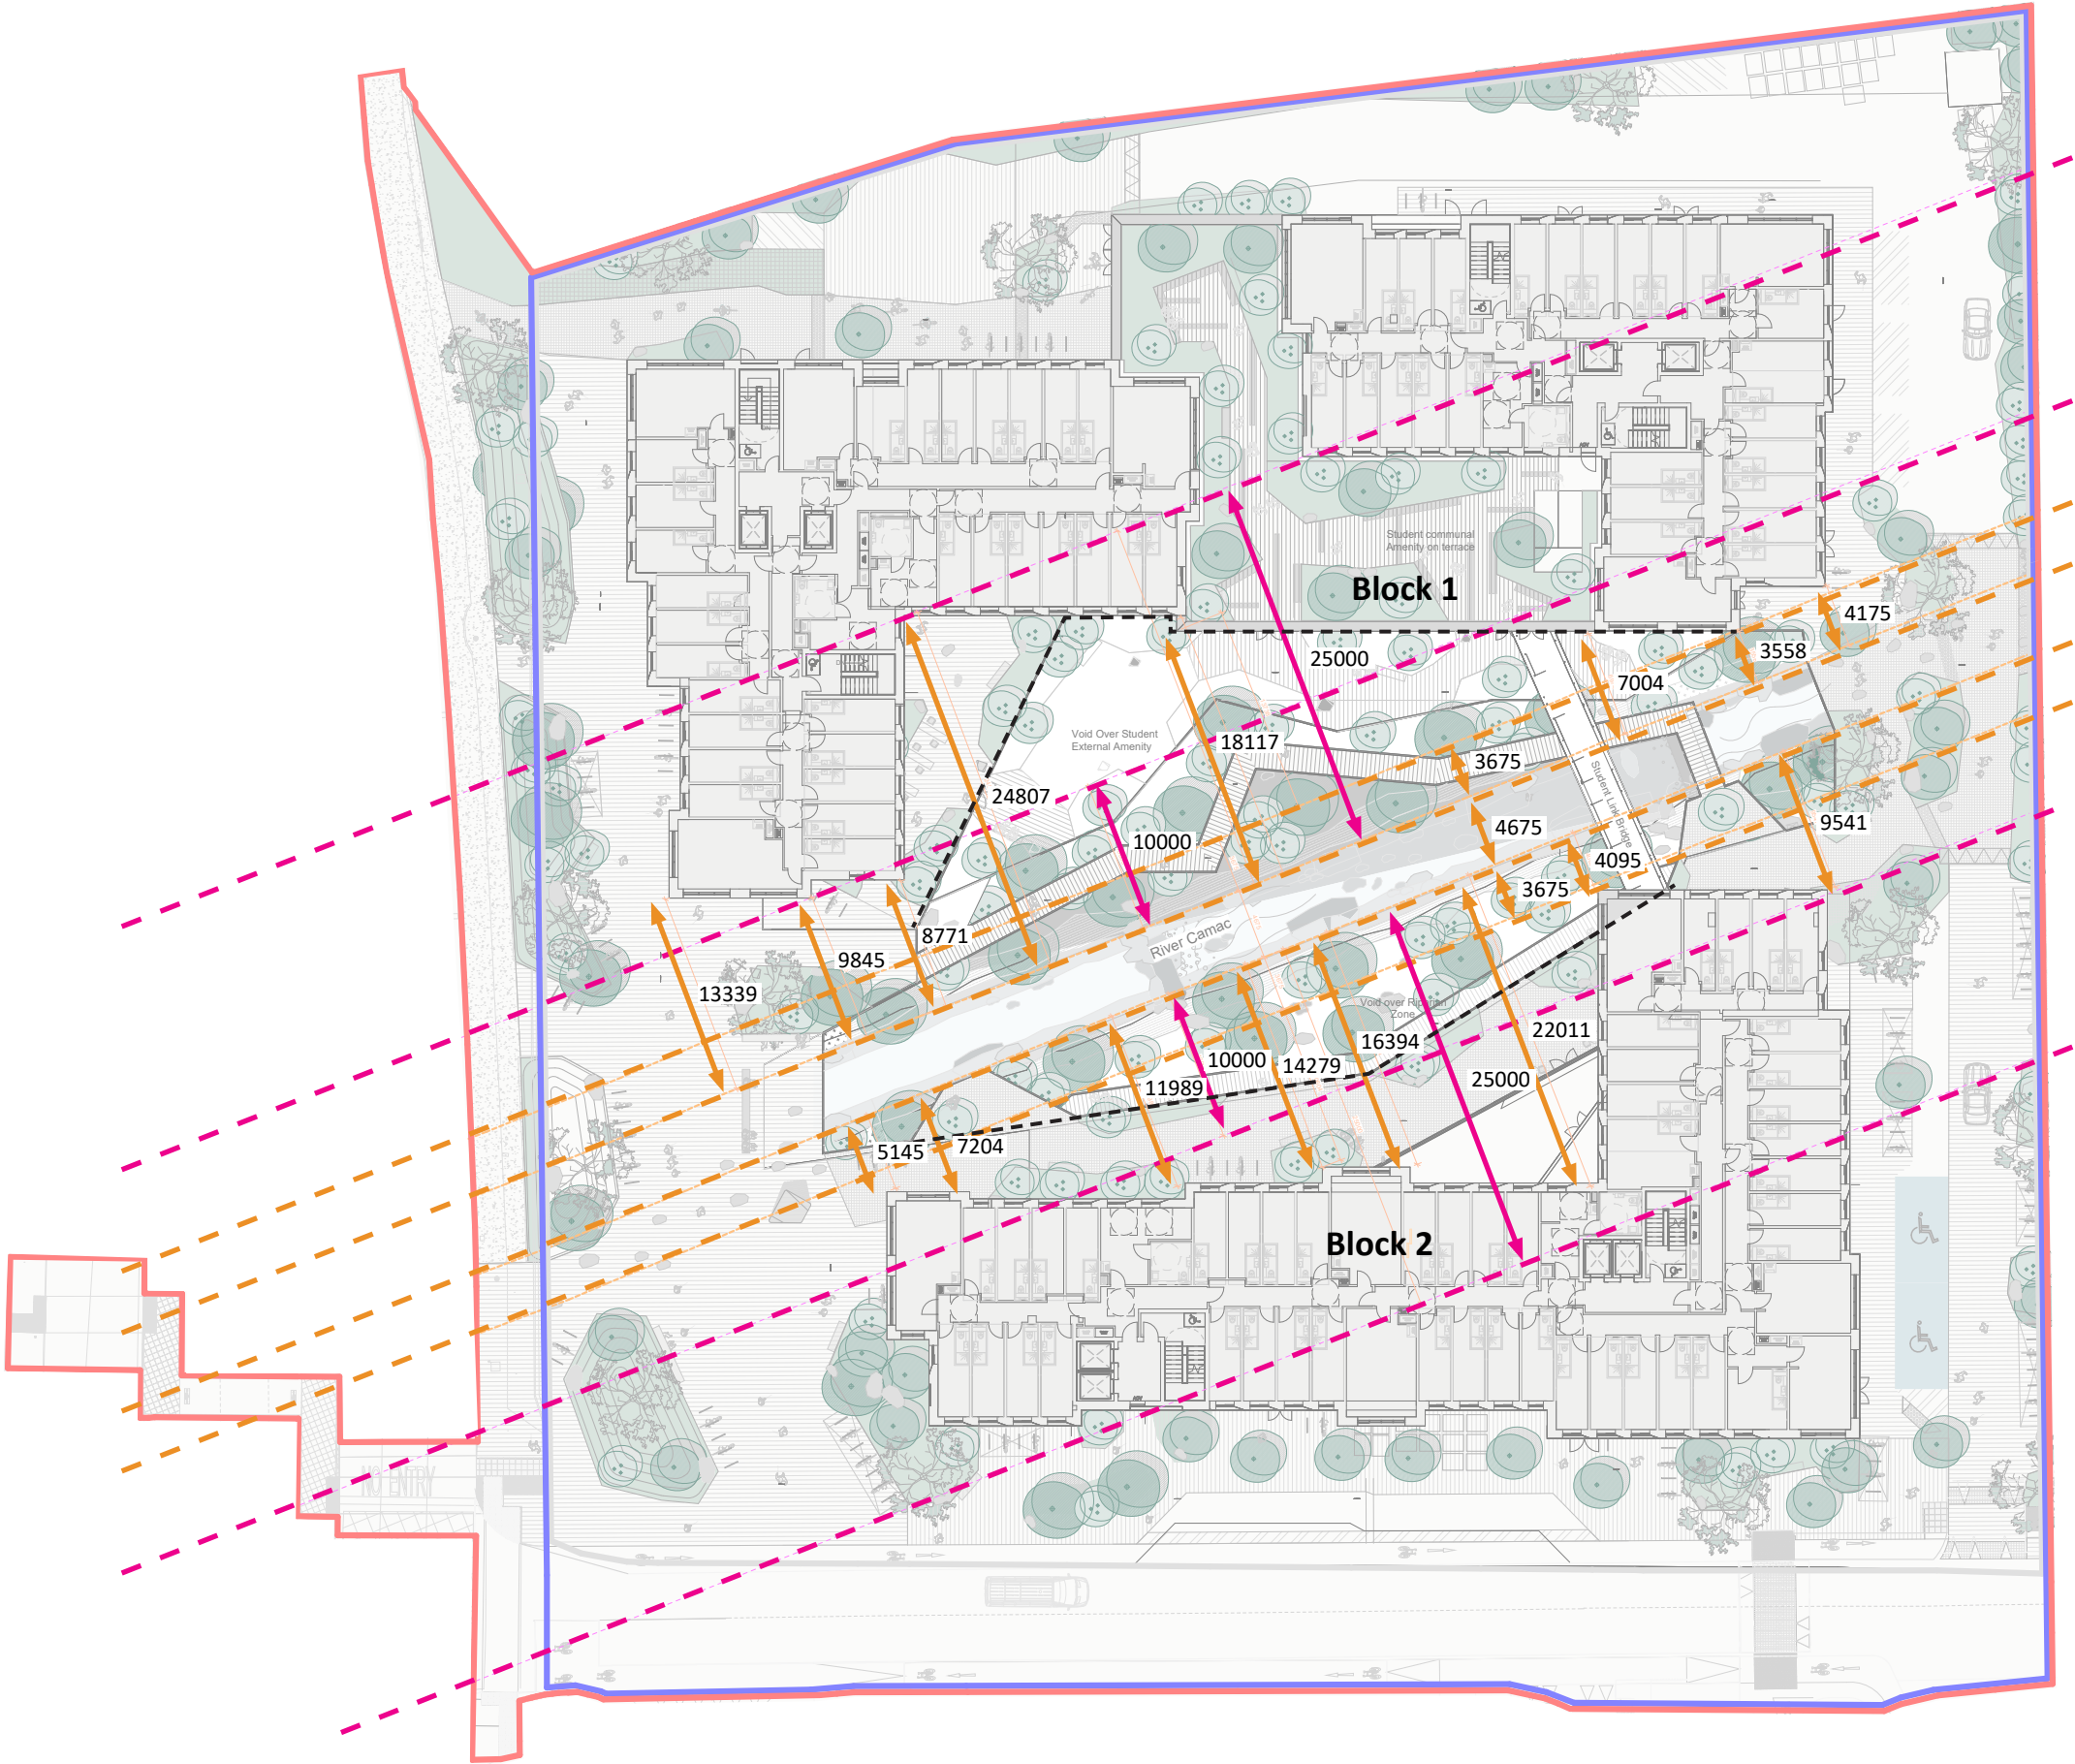 4175
Student communal
Amenity on terrace
Block 1
3558
25000
7004
Void Over Student
External Amenity
18117
3675
Student Link Bridge
24807
10000
4675
9541
4095
3675
River Camac
8771
9845
13339
Void over Riparian
Zone
22011
16394
10000
14279
25000
11989
5145
7204
Block 2
NO ENTRY